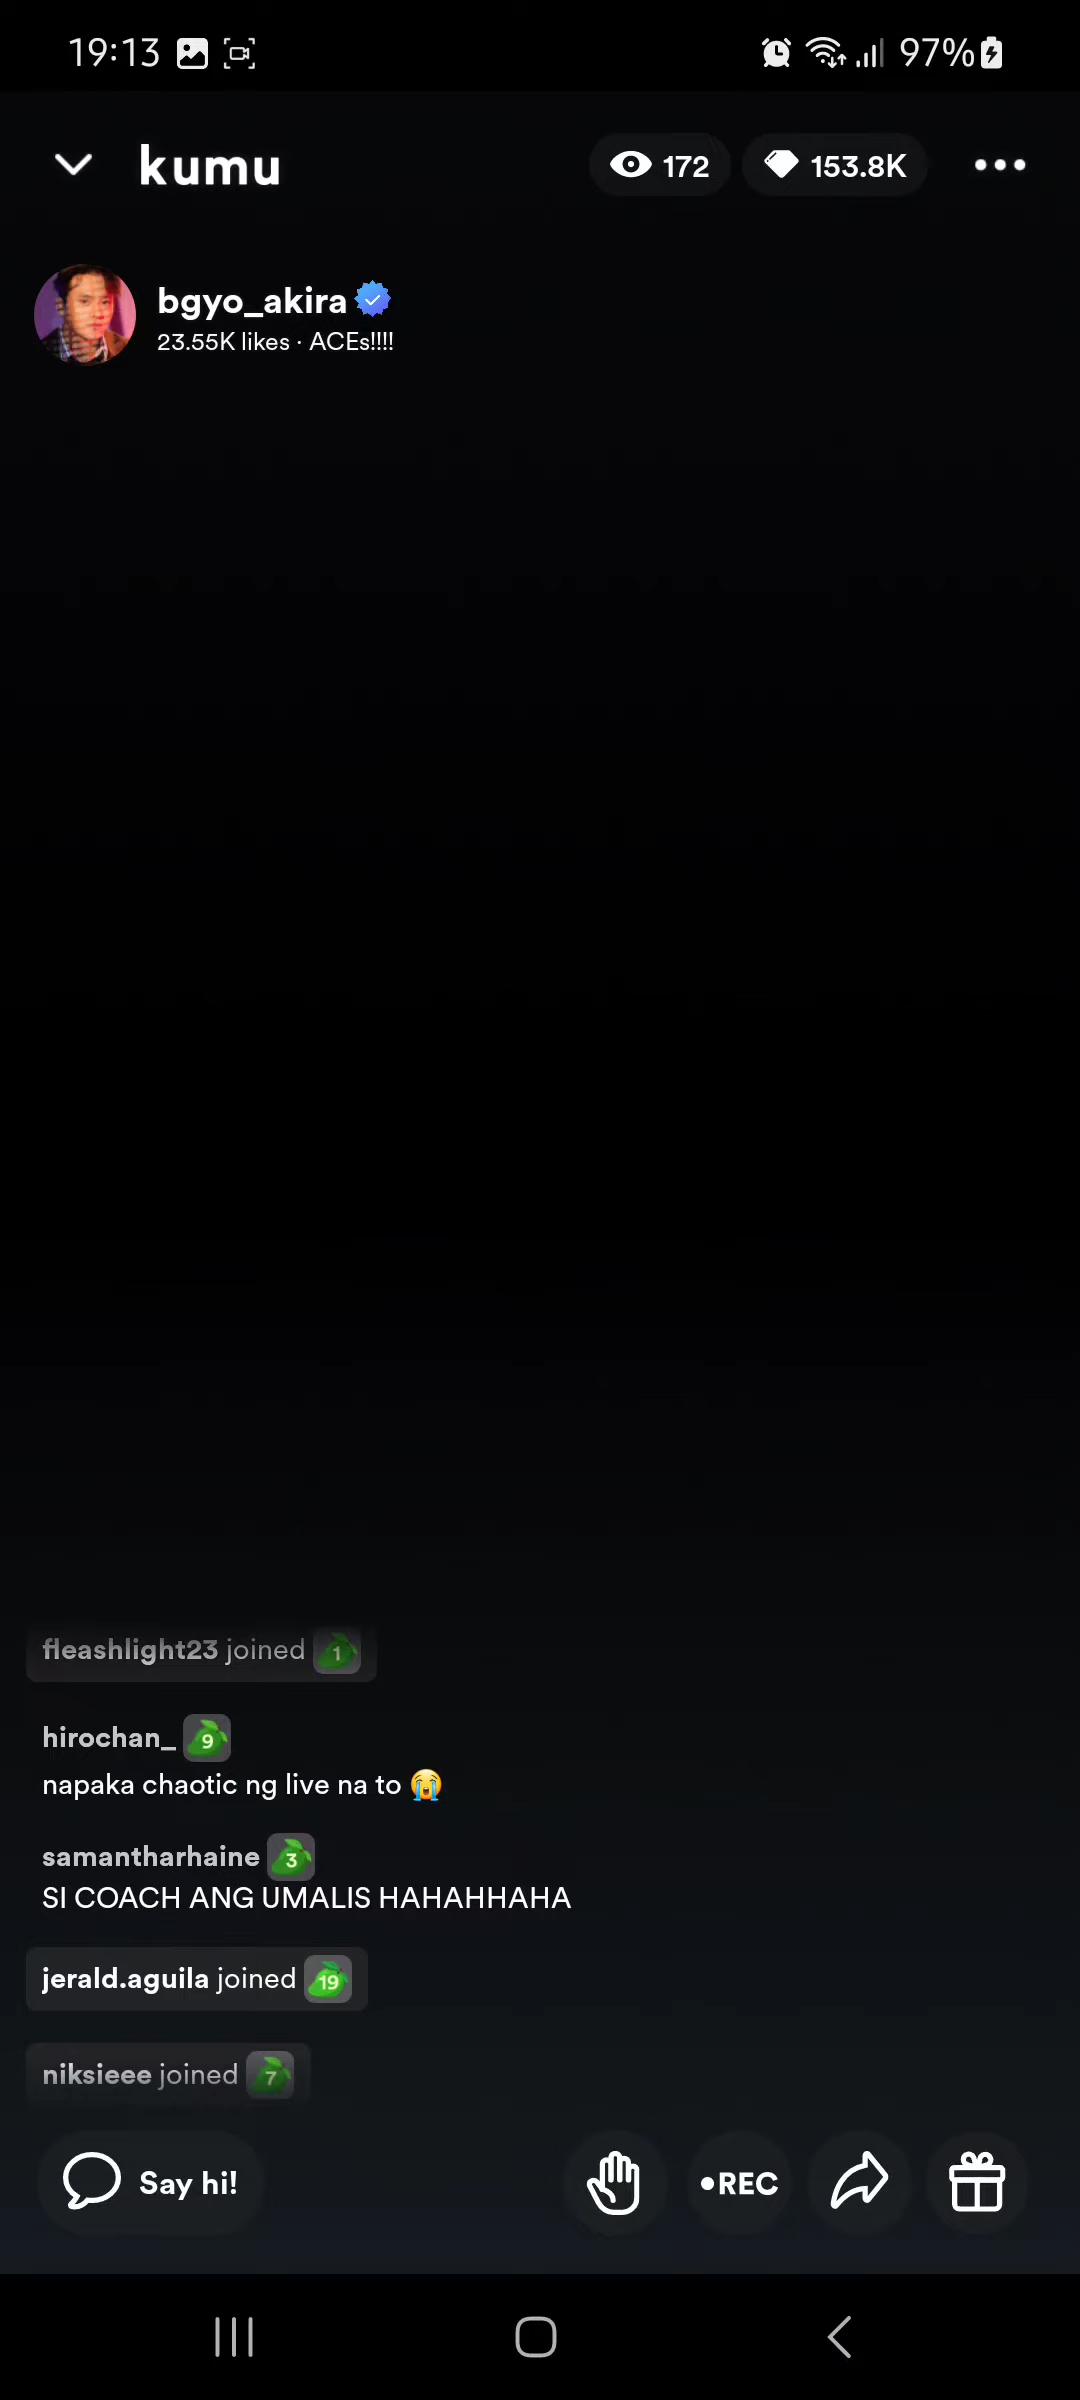 19:13 97%
kumu 172 153.8K
bgyo_akira
23.55K likes · ACEs!!!!
fleashlight23 joined 1
hirochan_ 9
napaka chaotic ng live na to 😭
samantharhaine 3
SI COACH ANG UMALIS HAHAHHAHA
jerald.aguila joined 19
niksieee joined 7
Say hi! •REC